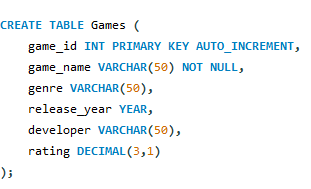 CREATE TABLE Games (
    game_id INT PRIMARY KEY AUTO_INCREMENT,
    game_name VARCHAR(50) NOT NULL,
    genre VARCHAR(50),
    release_year YEAR,
    developer VARCHAR(50),
    rating DECIMAL(3,1)
);